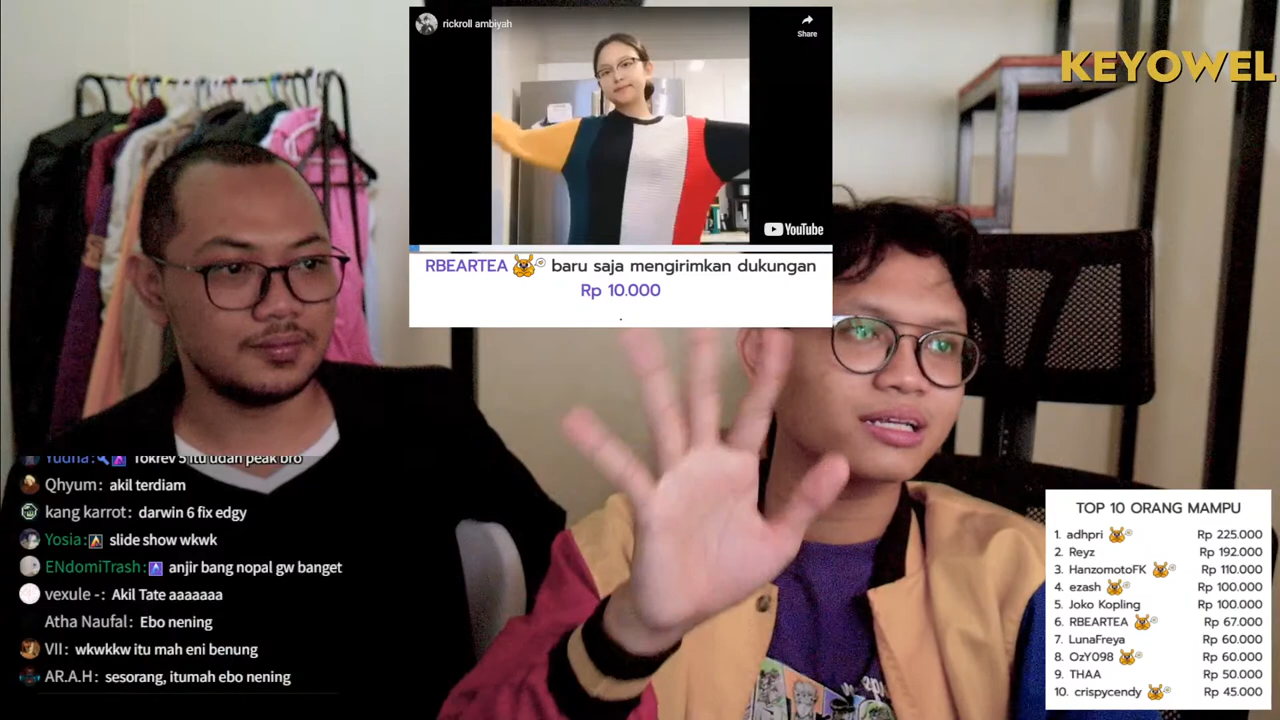 rickroll ambiyah
Share
KEYOWEL
YouTube
RBEARTEA baru saja mengirimkan dukungan
Rp 10.000
.
Yudha: Tokrev 5 itu udah peak bro
Qhyum: akil terdiam
kang karrot: darwin 6 fix edgy
Yosia: slide show wkwk
ENdomiTrash: anjir bang nopal gw banget
vexule -: Akil Tate aaaaaaa
Atha Naufal: Ebo nening
VII: wkwkkw itu mah eni benung
AR.A.H: sesorang, itumah ebo nening
TOP 10 ORANG MAMPU
1. adhpri Rp 225.000
2. Reyz Rp 192.000
3. HanzomotoFK Rp 110.000
4. ezash Rp 100.000
5. Joko Kopling Rp 100.000
6. RBEARTEA Rp 67.000
7. LunaFreya Rp 60.000
8. OzY098 Rp 60.000
9. THAA Rp 50.000
10. crispycendy Rp 45.000